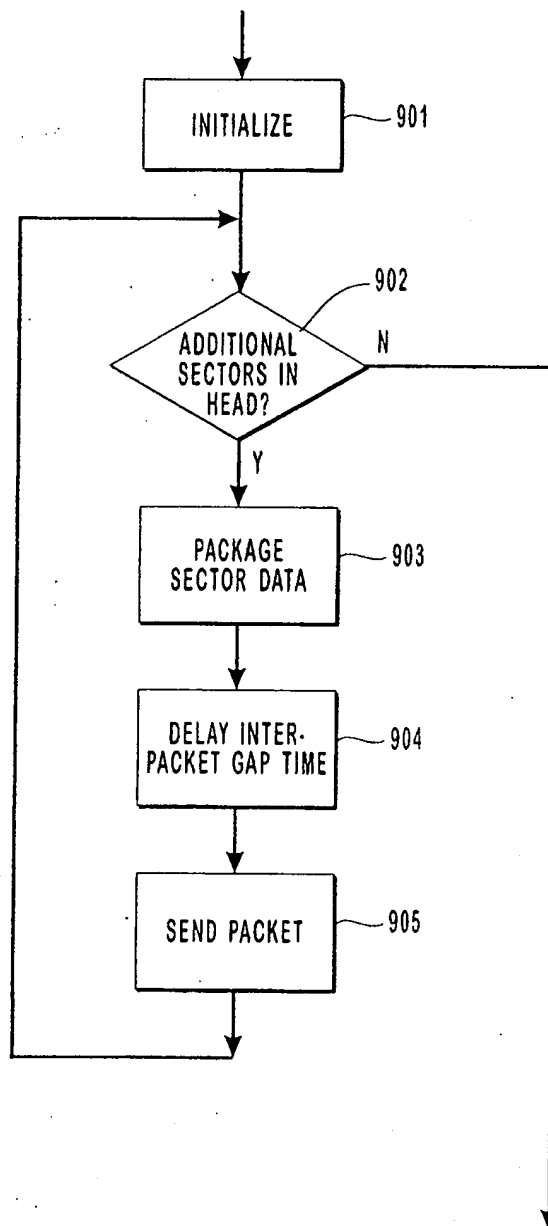 INITIALIZE
901
902
ADDITIONAL
SECTORS IN
HEAD?
N
Y
PACKAGE
SECTOR DATA
903
DELAY INTER-
PACKET GAP TIME
904
SEND PACKET
905